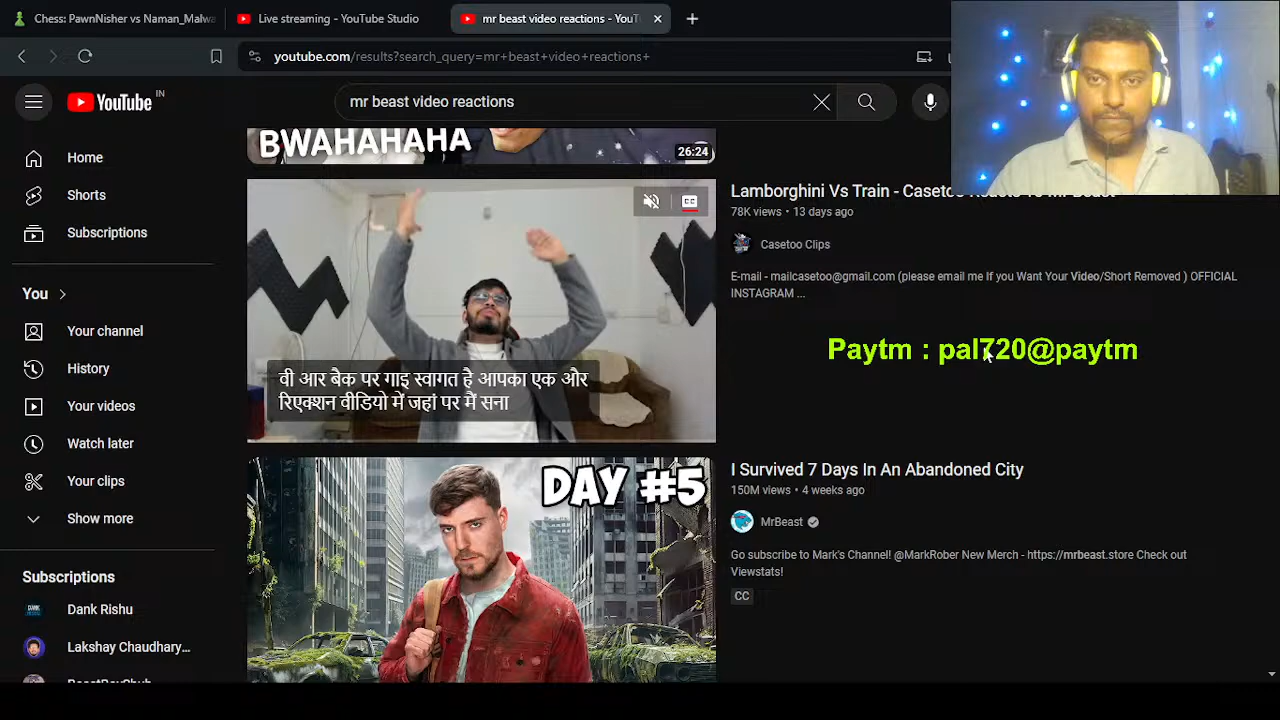 Chess: PawnNisher vs Naman_Malwa
Live streaming - YouTube Studio
mr beast video reactions - YouT
youtube.com/results?search_query=mr+beast+video+reactions+
YouTube IN
mr beast video reactions
Home
Shorts
Subscriptions
You
Your channel
History
Your videos
Watch later
Your clips
Show more
Subscriptions
Dank Rishu
Lakshay Chaudhary...
BWAHAHAHA
26:24
CC
वी आर बैक पर गाइ स्वागत है आपका एक और
रिएक्शन वीडियो में जहां पर मैं सना
Lamborghini Vs Train - Casetoo Reacts To Mr Beast
78K views • 13 days ago
Casetoo Clips
E-mail - mailcasetoo@gmail.com (please email me If you Want Your Video/Short Removed ) OFFICIAL
INSTAGRAM ...
Paytm : pal720@paytm
DAY #5
I Survived 7 Days In An Abandoned City
150M views • 4 weeks ago
MrBeast
Go subscribe to Mark's Channel! @MarkRober New Merch - https://mrbeast.store Check out
Viewstats!
CC